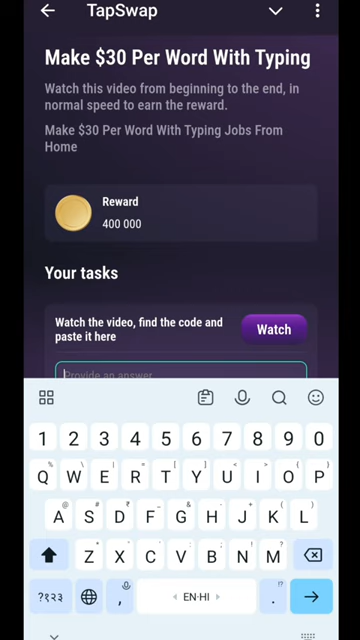 TapSwap
Make $30 Per Word With Typing
Watch this video from beginning to the end, in
normal speed to earn the reward.
Make $30 Per Word With Typing Jobs From
Home
Reward
400 000
Your tasks
Watch the video, find the code and
paste it here
Watch
Provide an answer
1 2 3 4 5 6 7 8 9 0
Q W E R T Y U I O P
A S D F G H J K L
Z X C V B N M
?१२३ , EN·HI .